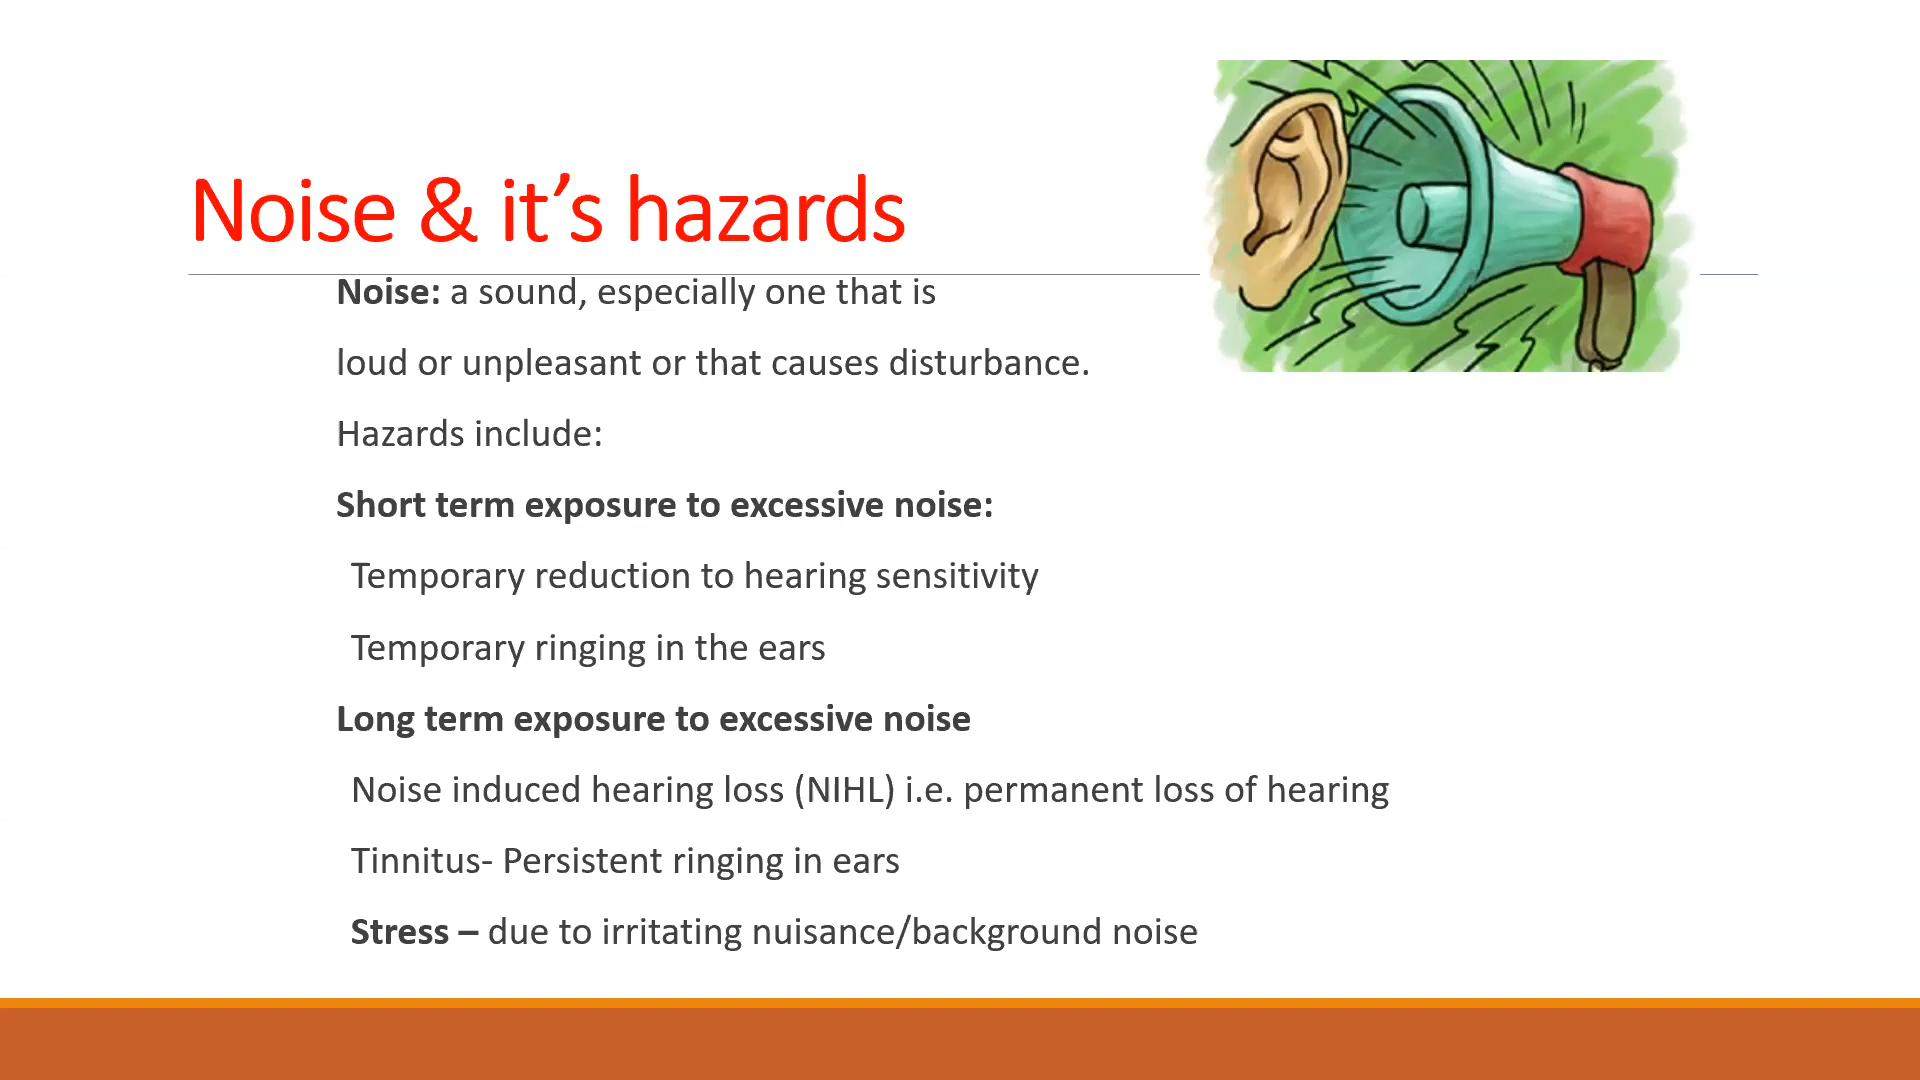 Noise & it’s hazards
Noise: a sound, especially one that is
loud or unpleasant or that causes disturbance.
Hazards include:
Short term exposure to excessive noise:
Temporary reduction to hearing sensitivity
Temporary ringing in the ears
Long term exposure to excessive noise
Noise induced hearing loss (NIHL) i.e. permanent loss of hearing
Tinnitus- Persistent ringing in ears
Stress – due to irritating nuisance/background noise